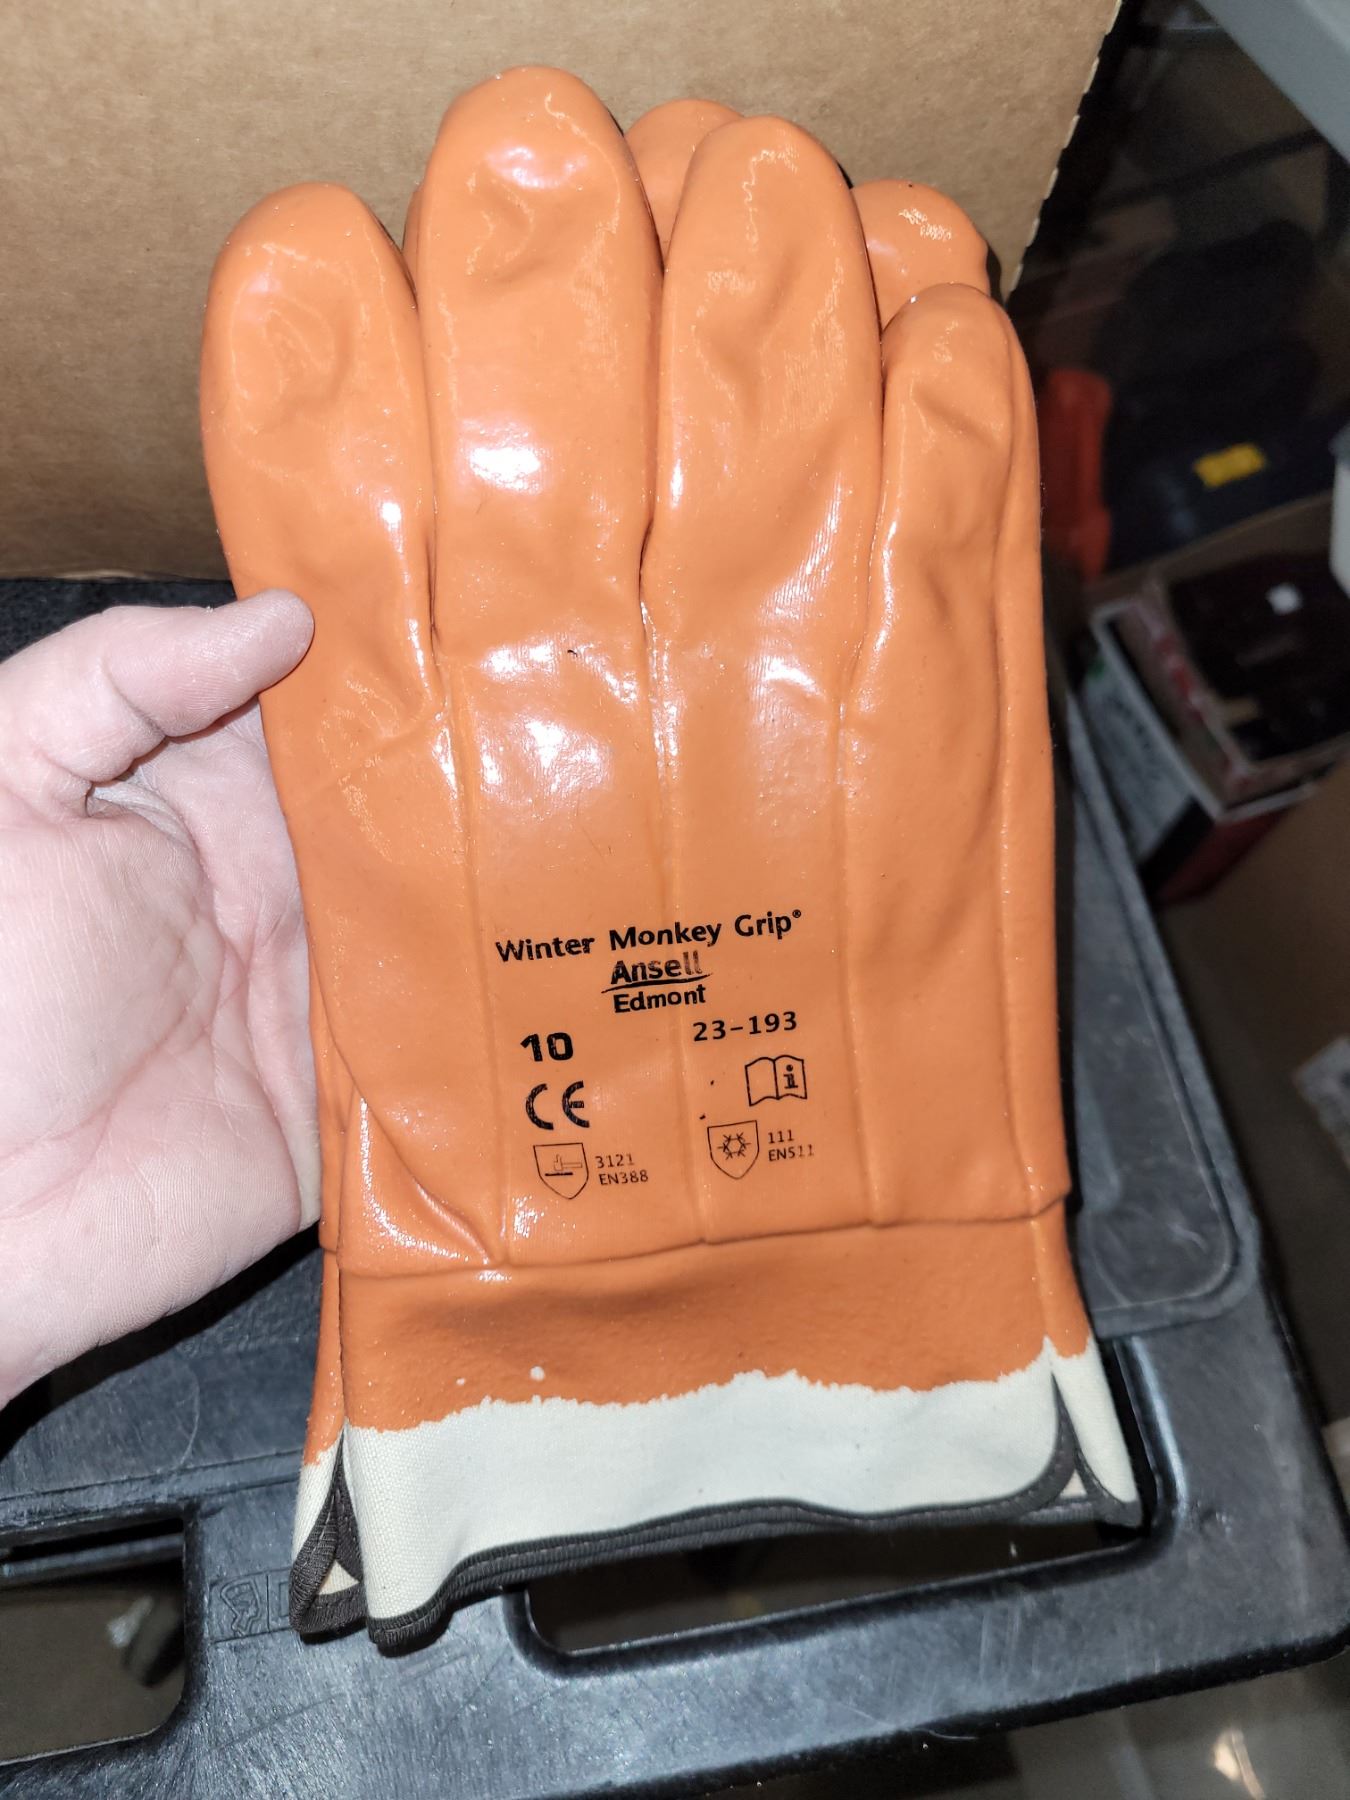 Winter Monkey Grip®
Ansell
Edmont
10 23-193
CE
3121
EN388
111
EN511